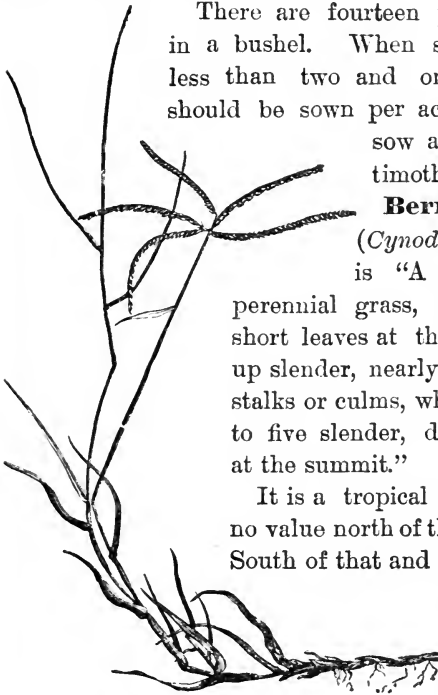 There are fourteen
in a bushel. When s
less than two and or
should be sown per ac
sow a
timoth
Berr
(Cynod
is “A
perennial grass,
short leaves at th
up slender, nearly
stalks or culms, wh
to five slender, d
at the summit.”
It is a tropical
no value north of th
South of that and